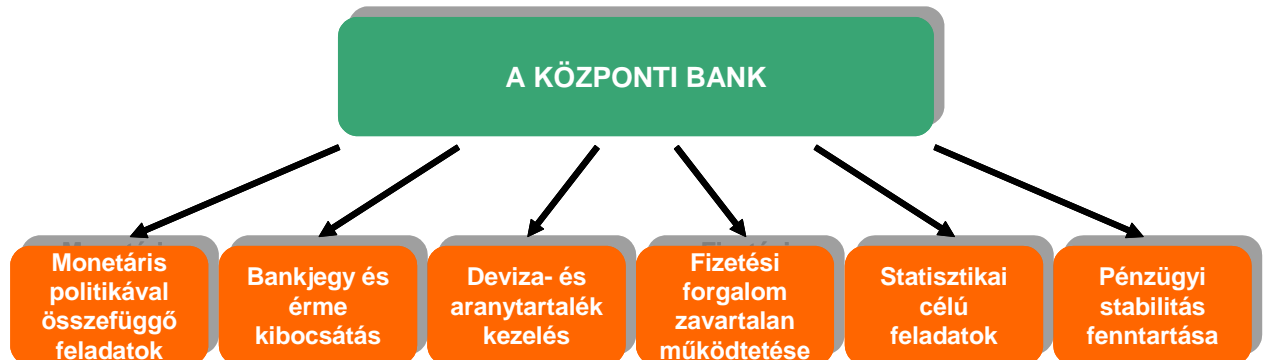 A KÖZPONTI BANK
Monetáris
politikával
összefüggő
feladatok
Bankjegy és
érme
kibocsátás
Deviza- és
aranytartalék
kezelés
Fizetési
forgalom
zavartalan
működtetése
Statisztikai
célú
feladatok
Pénzügyi
stabilitás
fenntartása